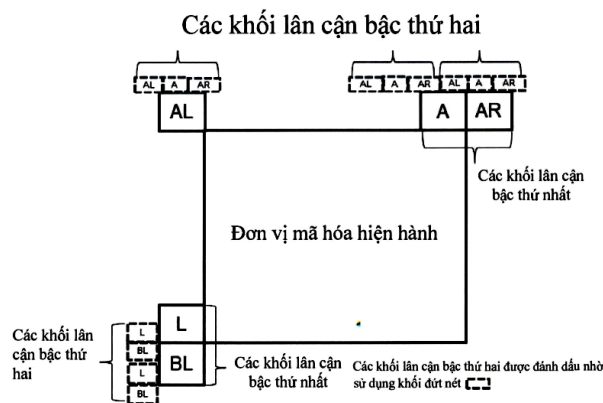 Các khối lân cận bậc thứ hai
AL A AR AL A AR AL A AR
AL A AR
Các khối lân cận
bậc thứ nhất
Đơn vị mã hóa hiện hành
L
Các khối lân
cận bậc thứ
hai
L
BL
L
BL
BL
Các khối lân cận
bậc thứ nhất
Các khối lân cận bậc thứ hai được đánh dấu nhờ
sử dụng khối đứt nét